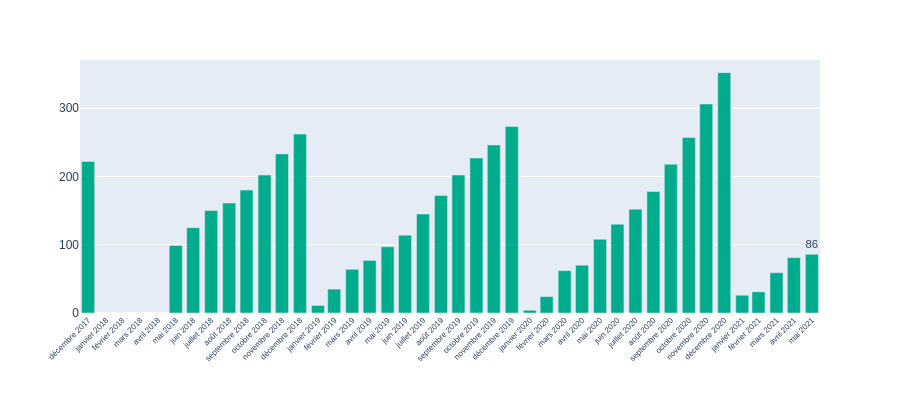 300
200
100
0
86
décembre 2017
janvier 2018
février 2018
mars 2018
avril 2018
mai 2018
juin 2018
juillet 2018
août 2018
septembre 2018
octobre 2018
novembre 2018
décembre 2018
janvier 2019
février 2019
mars 2019
avril 2019
mai 2019
juin 2019
juillet 2019
août 2019
septembre 2019
octobre 2019
novembre 2019
décembre 2019
janvier 2020
février 2020
mars 2020
avril 2020
mai 2020
juin 2020
juillet 2020
août 2020
septembre 2020
octobre 2020
novembre 2020
décembre 2020
janvier 2021
février 2021
mars 2021
avril 2021
mai 2021